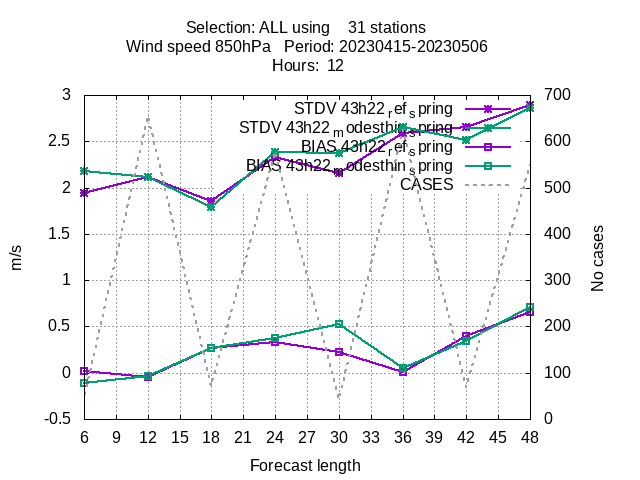 Selection: ALL using    31 stations
Wind speed 850hPa   Period: 20230415-20230506
Hours:  12
3
2.5
2
1.5
1
0.5
0
-0.5
700
600
500
400
300
200
100
0
STDV 43h22_ref_spring
STDV 43h22_modesthin_spring
BIAS 43h22_ref_spring
BIAS 43h22_modesthin_spring
CASES
m/s
No cases
6 9 12 15 18 21 24 27 30 33 36 39 42 45 48
Forecast length